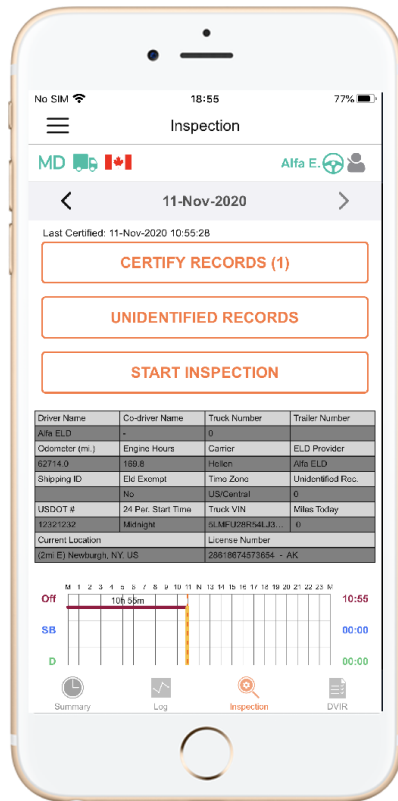 No SIM 18:55 77%
Inspection
MD Alfa E.
11-Nov-2020
Last Certified: 11-Nov-2020 10:55:28
CERTIFY RECORDS (1)
UNIDENTIFIED RECORDS
START INSPECTION
Driver Name Co-driver Name Truck Number Trailer Number
Alfa ELD - 0
Odometer (mi.) Engine Hours Carrier ELD Provider
62714.0 169.8 Hellen Alfa ELD
Shipping ID Eld Exempt Time Zone Unidentified Rec.
No US/Central 0
USDOT # 24 Per. Start Time Truck VIN Miles Today
12321232 Midnight 5LMFU28R54LJ3... 0
Current Location License Number
(2mi E) Newburgh, NY, US 28618674573654 - AK
M 1 2 3 4 5 6 7 8 9 10 11 N 13 14 15 16 17 18 19 20 21 22 23 M
Off 10h 55m 10:55
SB 00:00
D 00:00
Summary Log Inspection DVIR